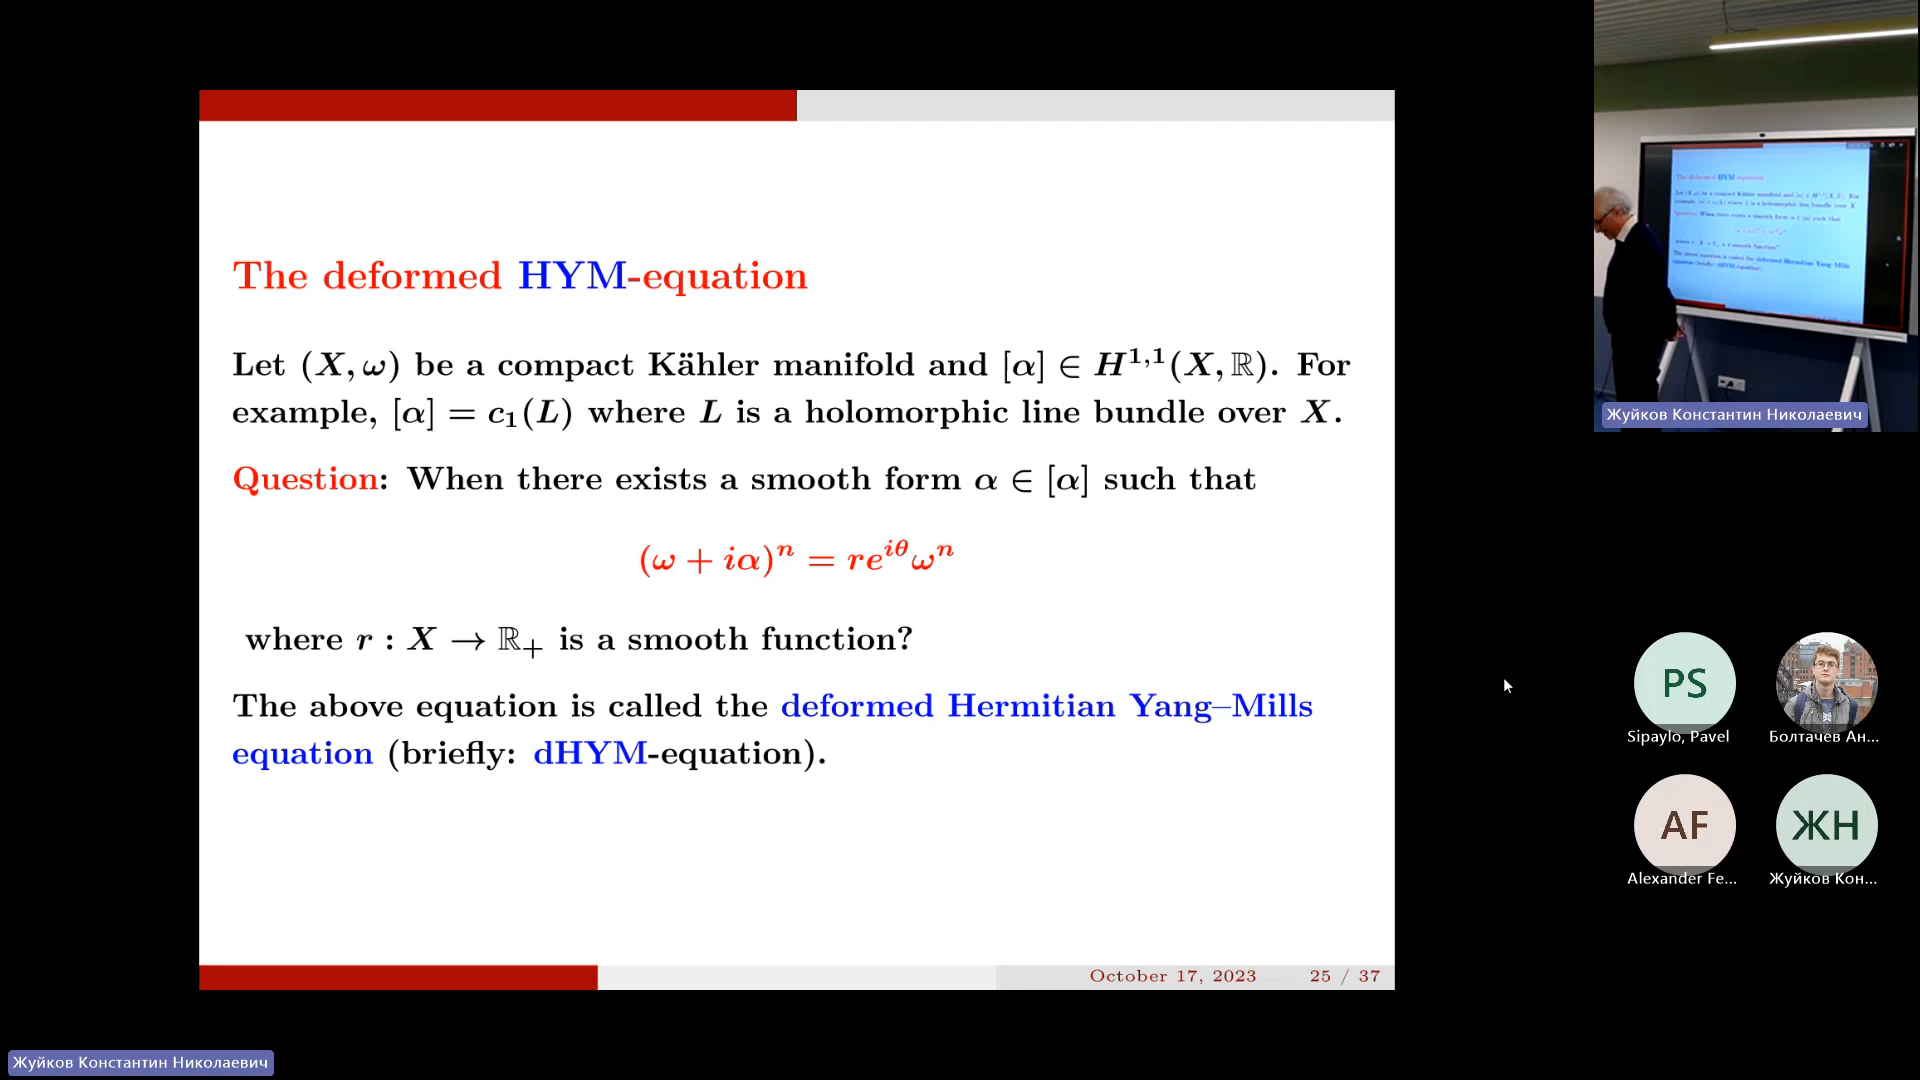 The deformed HYM-equation
Let (X, ω) be a compact Kähler manifold and [α] ∈ H^{1,1}(X, ℝ). For
example, [α] = c₁(L) where L is a holomorphic line bundle over X.
Question: When there exists a smooth form α ∈ [α] such that
(ω + iα)^n = re^{iθ}ω^n
where r : X → ℝ₊ is a smooth function?
The above equation is called the deformed Hermitian Yang–Mills
equation (briefly: dHYM-equation).
October 17, 2023 25 / 37
Жуйков Константин Николаевич
PS
Sipaylo, Pavel
Болтачев Ан...
AF
Alexander Fe...
ЖН
Жуйков Кон...
Жуйков Константин Николаевич